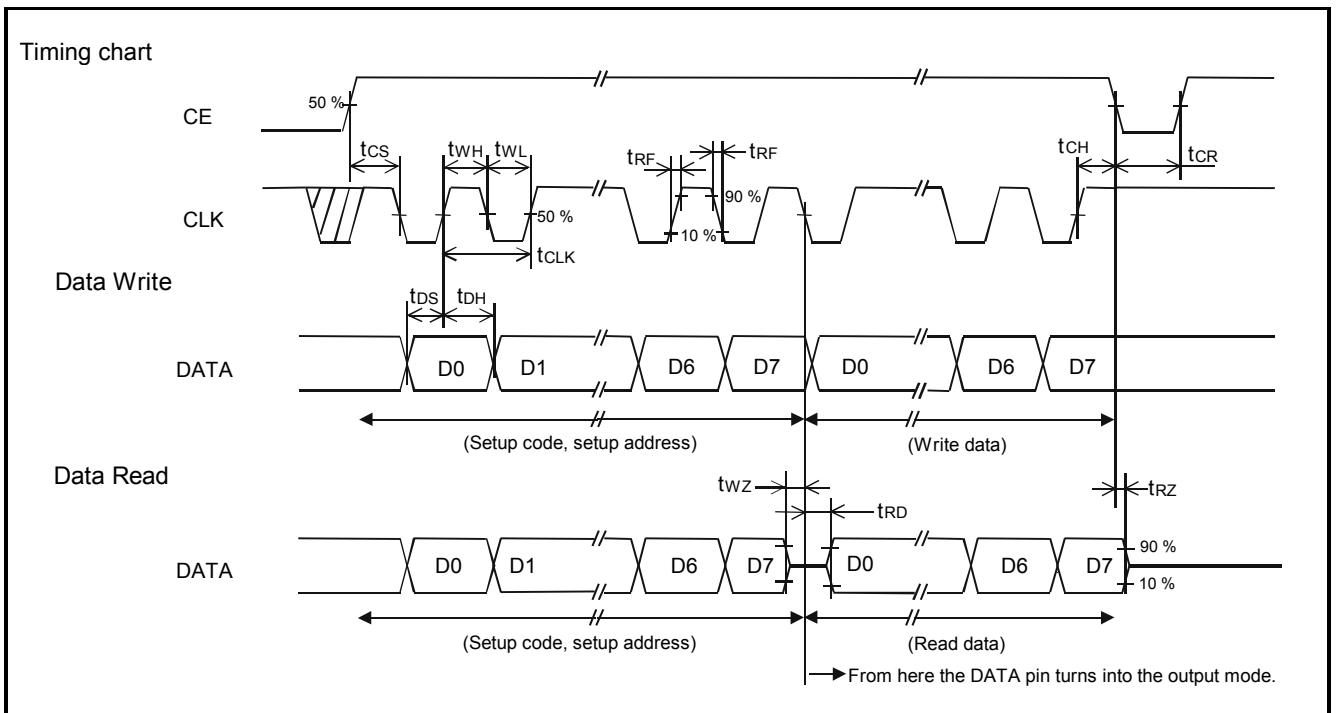 Timing chart
CE
50 %
tCS
tWH
tWL
tRF
tRF
tCH
tCR
CLK
50 %
90 %
10 %
tCLK
Data Write
tDS
tDH
DATA
D0
D1
D6
D7
D0
D6
D7
(Setup code, setup address)
(Write data)
Data Read
tWZ
tRD
tRZ
DATA
D0
D1
D6
D7
D0
D6
D7
90 %
10 %
(Setup code, setup address)
(Read data)
From here the DATA pin turns into the output mode.